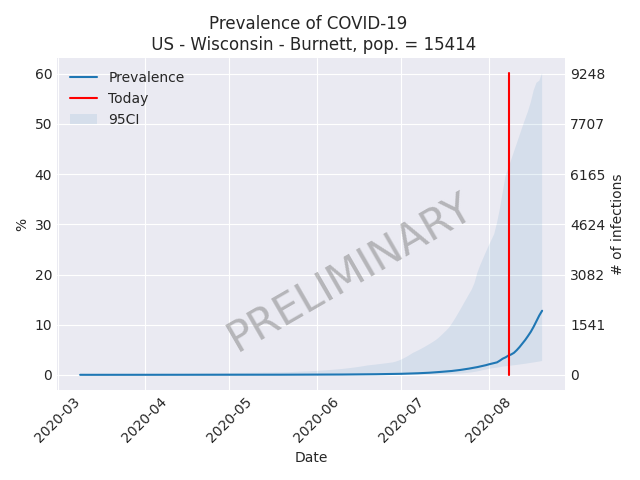 Prevalence of COVID-19
US - Wisconsin - Burnett, pop. = 15414
Prevalence
Today
95CI
60
50
40
30
20
10
0
%
9248
7707
6165
4624
3082
1541
0
# of infections
PRELIMINARY
2020-03
2020-04
2020-05
2020-06
2020-07
2020-08
Date